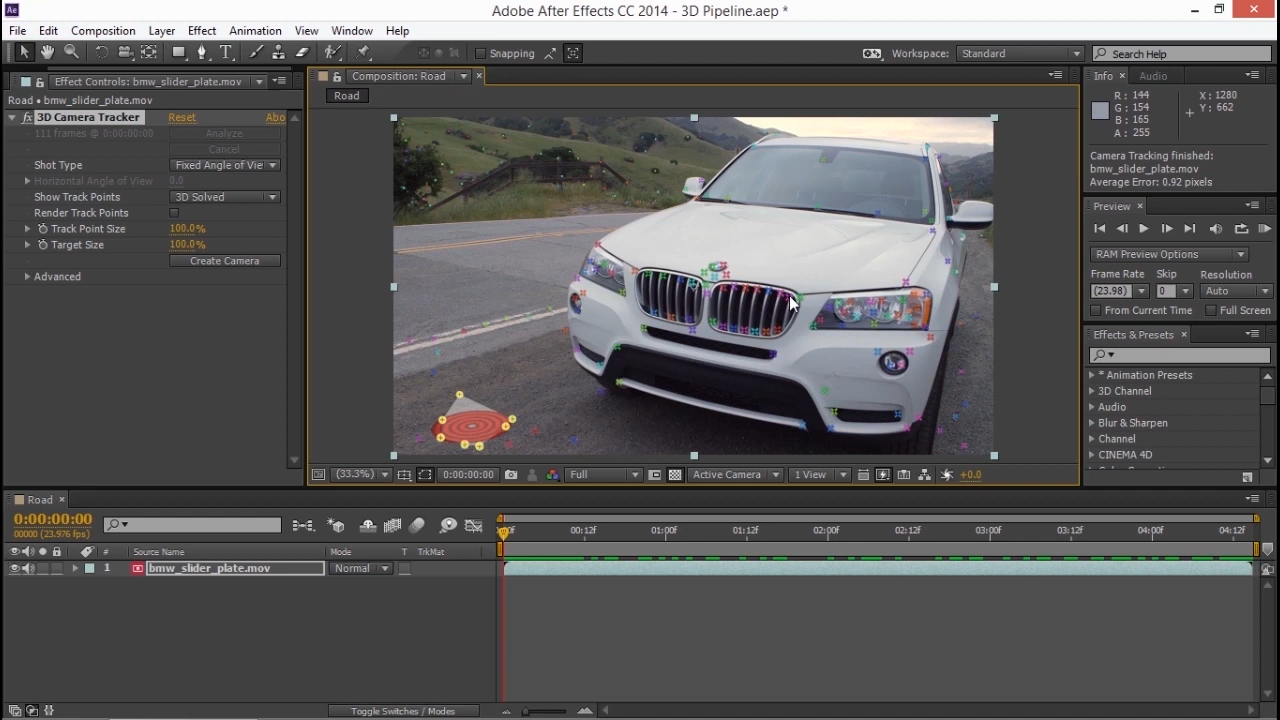 Ae
Adobe After Effects CC 2014 - 3D Pipeline.aep *
File Edit Composition Layer Effect Animation View Window Help
Snapping
Workspace: Standard
Search Help
Effect Controls: bmw_slider_plate.mov
Road • bmw_slider_plate.mov
fx 3D Camera Tracker Reset Abo
111 frames @ 0:00:00:00 Analyze
Cancel
Shot Type Fixed Angle of Vie
Horizontal Angle of View 0.0
Show Track Points 3D Solved
Render Track Points
Track Point Size 100.0%
Target Size 100.0%
Create Camera
Advanced
Composition: Road
Road
(33.3%) 0:00:00:00 Full Active Camera 1 View +0.0
Info Audio
R: 144 X: 1280
G: 154 Y: 662
B: 165
A: 255
Camera Tracking finished:
bmw_slider_plate.mov
Average Error: 0.92 pixels
Preview
RAM Preview Options
Frame Rate Skip Resolution
(23.98) 0 Auto
From Current Time Full Screen
Effects & Presets
* Animation Presets
3D Channel
Audio
Blur & Sharpen
Channel
CINEMA 4D
Road
0:00:00:00
00000 (23.976 fps)
00:12f 01:00f 01:12f 02:00f 02:12f 03:00f 03:12f 04:00f 04:12f
# Source Name Mode T TrkMat
1 bmw_slider_plate.mov Normal
Toggle Switches / Modes